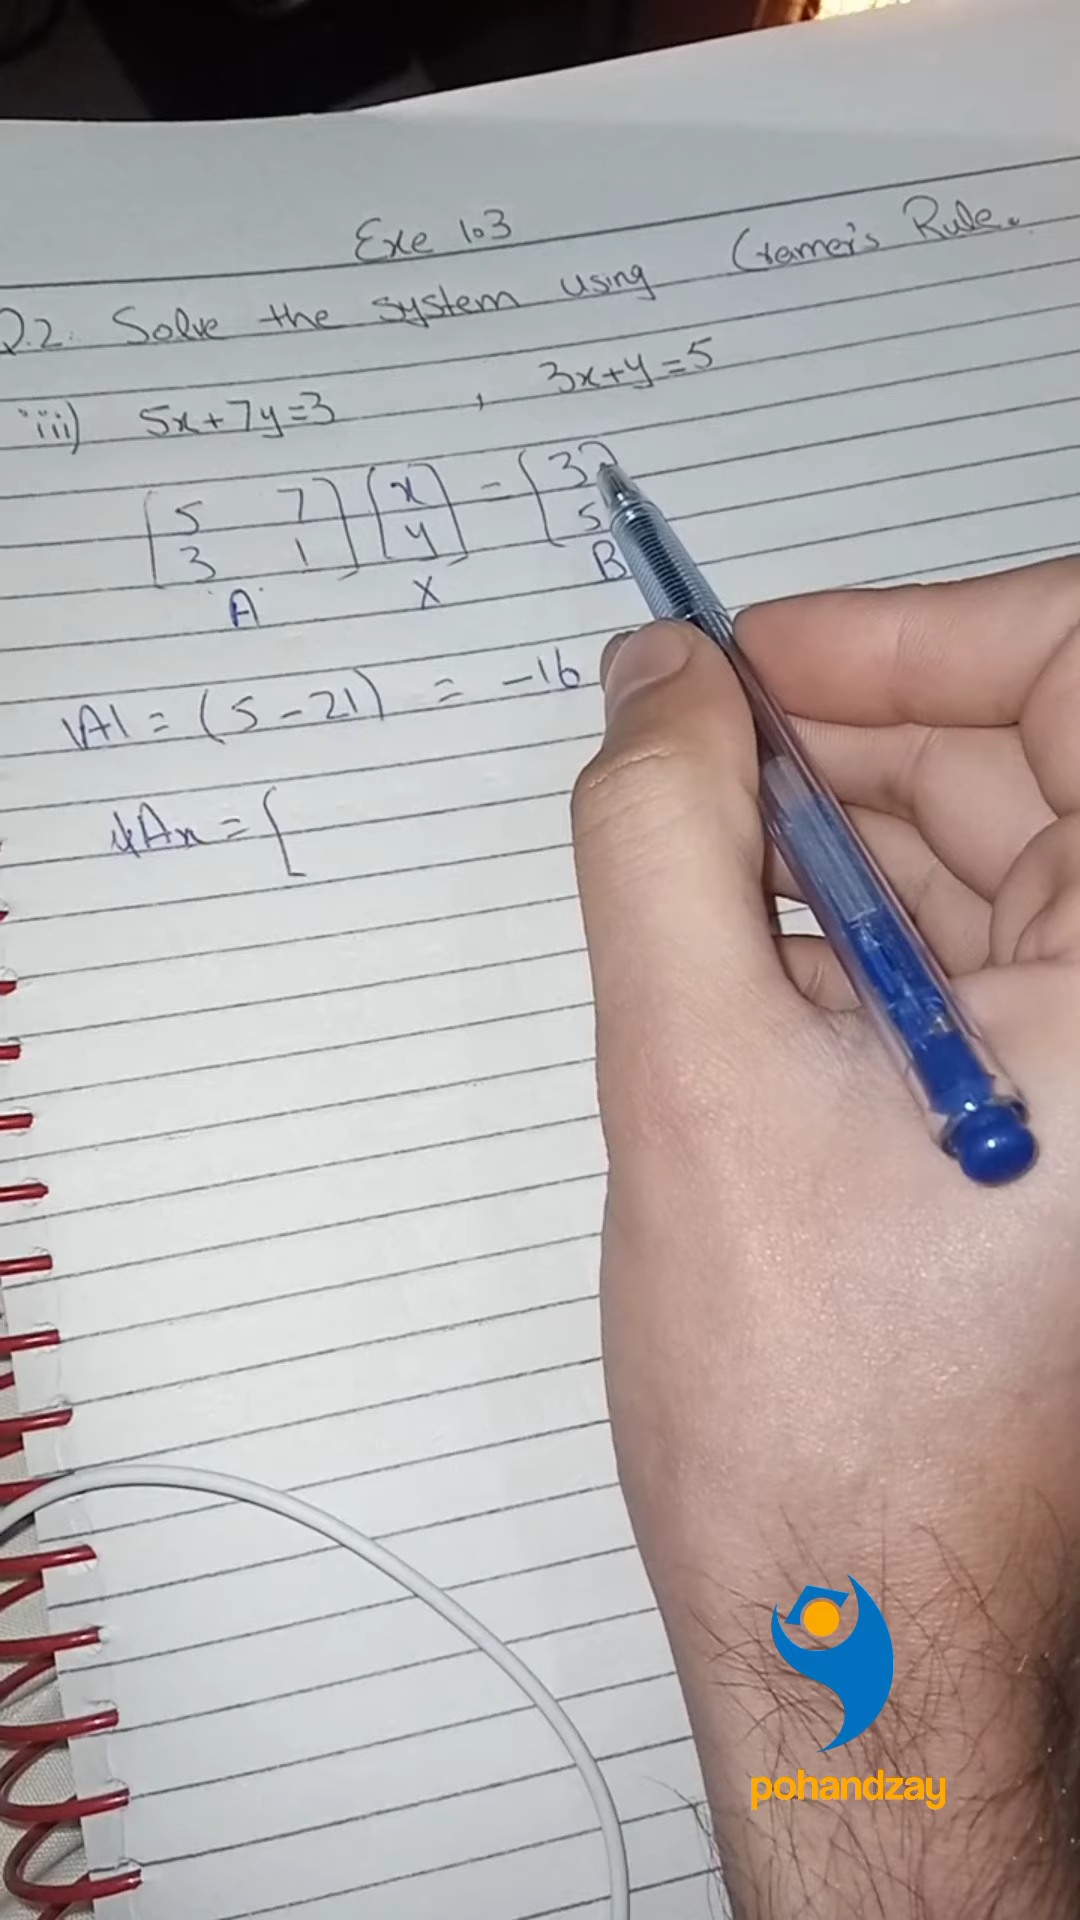 Exe 1.3
Q.2. Solve the system using Cramer's Rule.
iii) 5x+7y=3 , 3x+y=5
[5 7] [x] = [3]
[3 1] [y] [5
A X B
|A| = (5-21) = -16
Ax = [
pohandzay